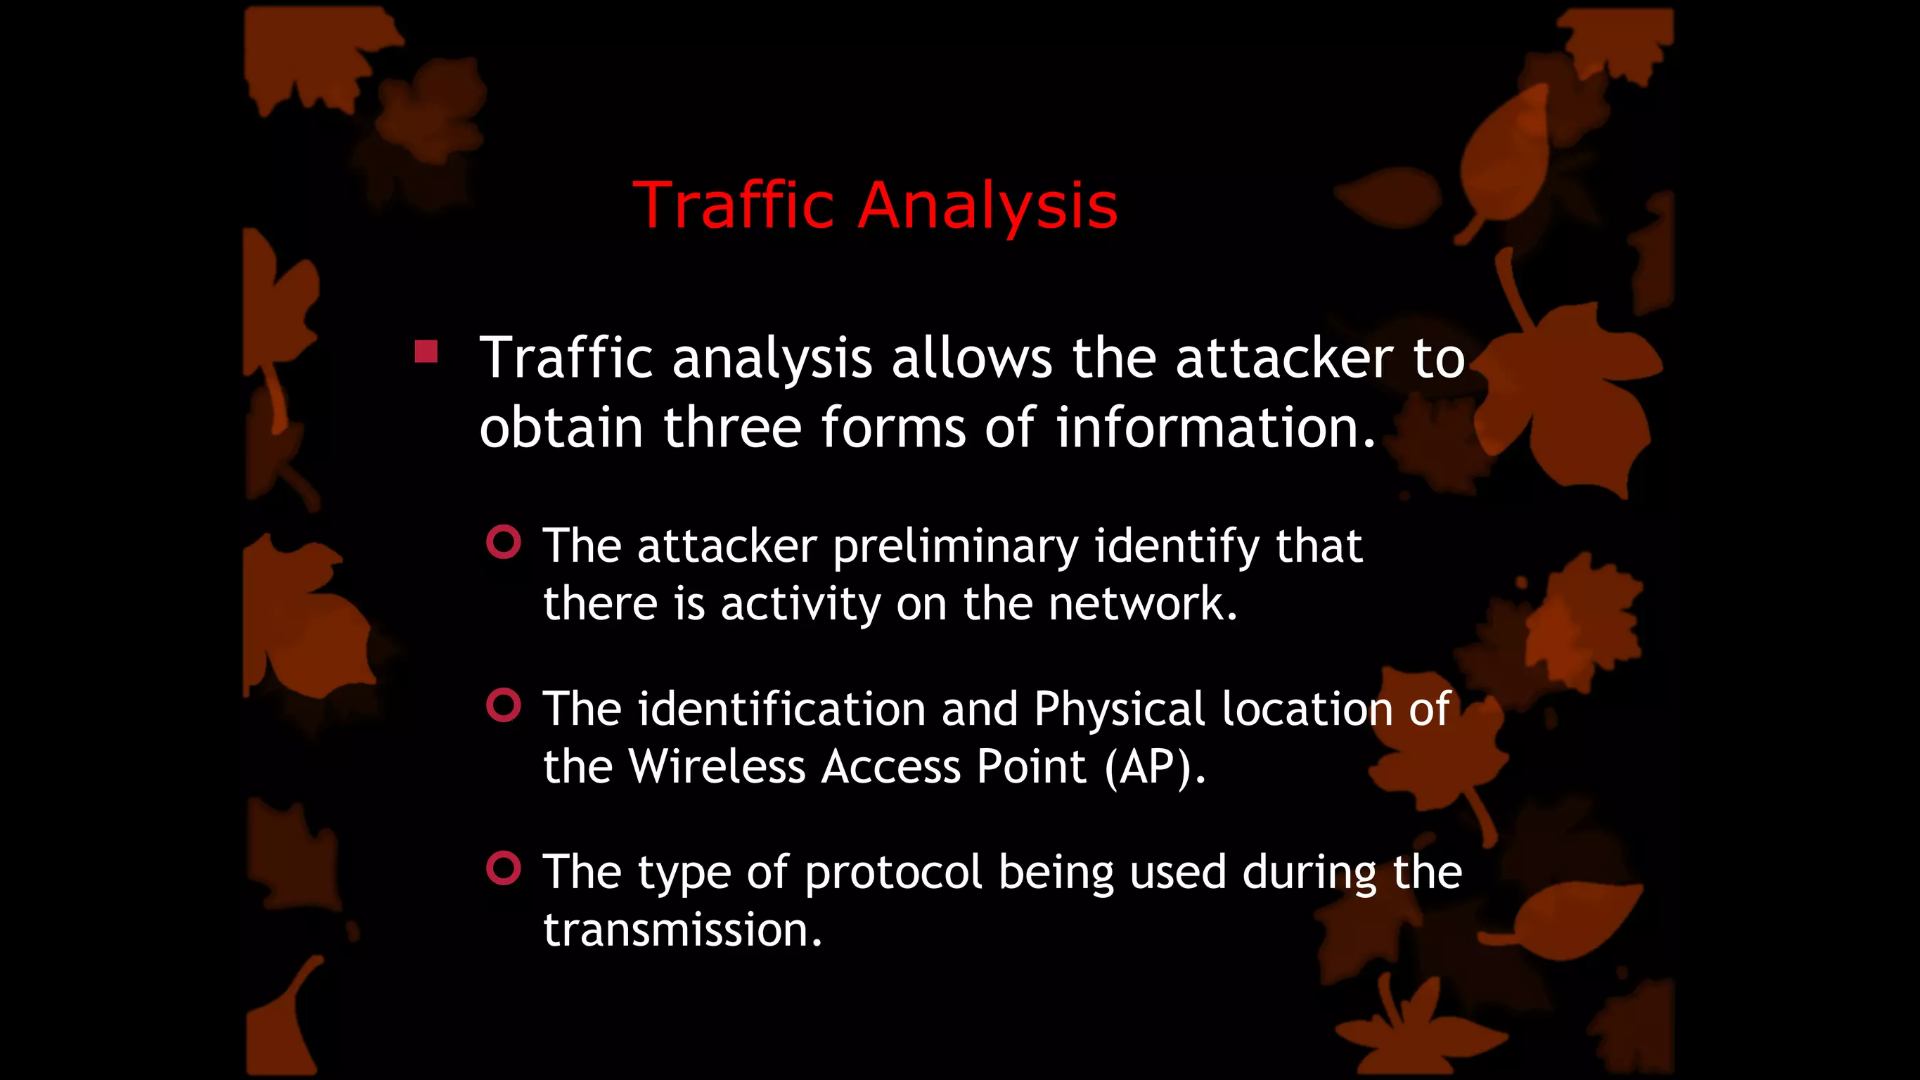 Traffic Analysis
Traffic analysis allows the attacker to
obtain three forms of information.
The attacker preliminary identify that
there is activity on the network.
The identification and Physical location of
the Wireless Access Point (AP).
The type of protocol being used during the
transmission.